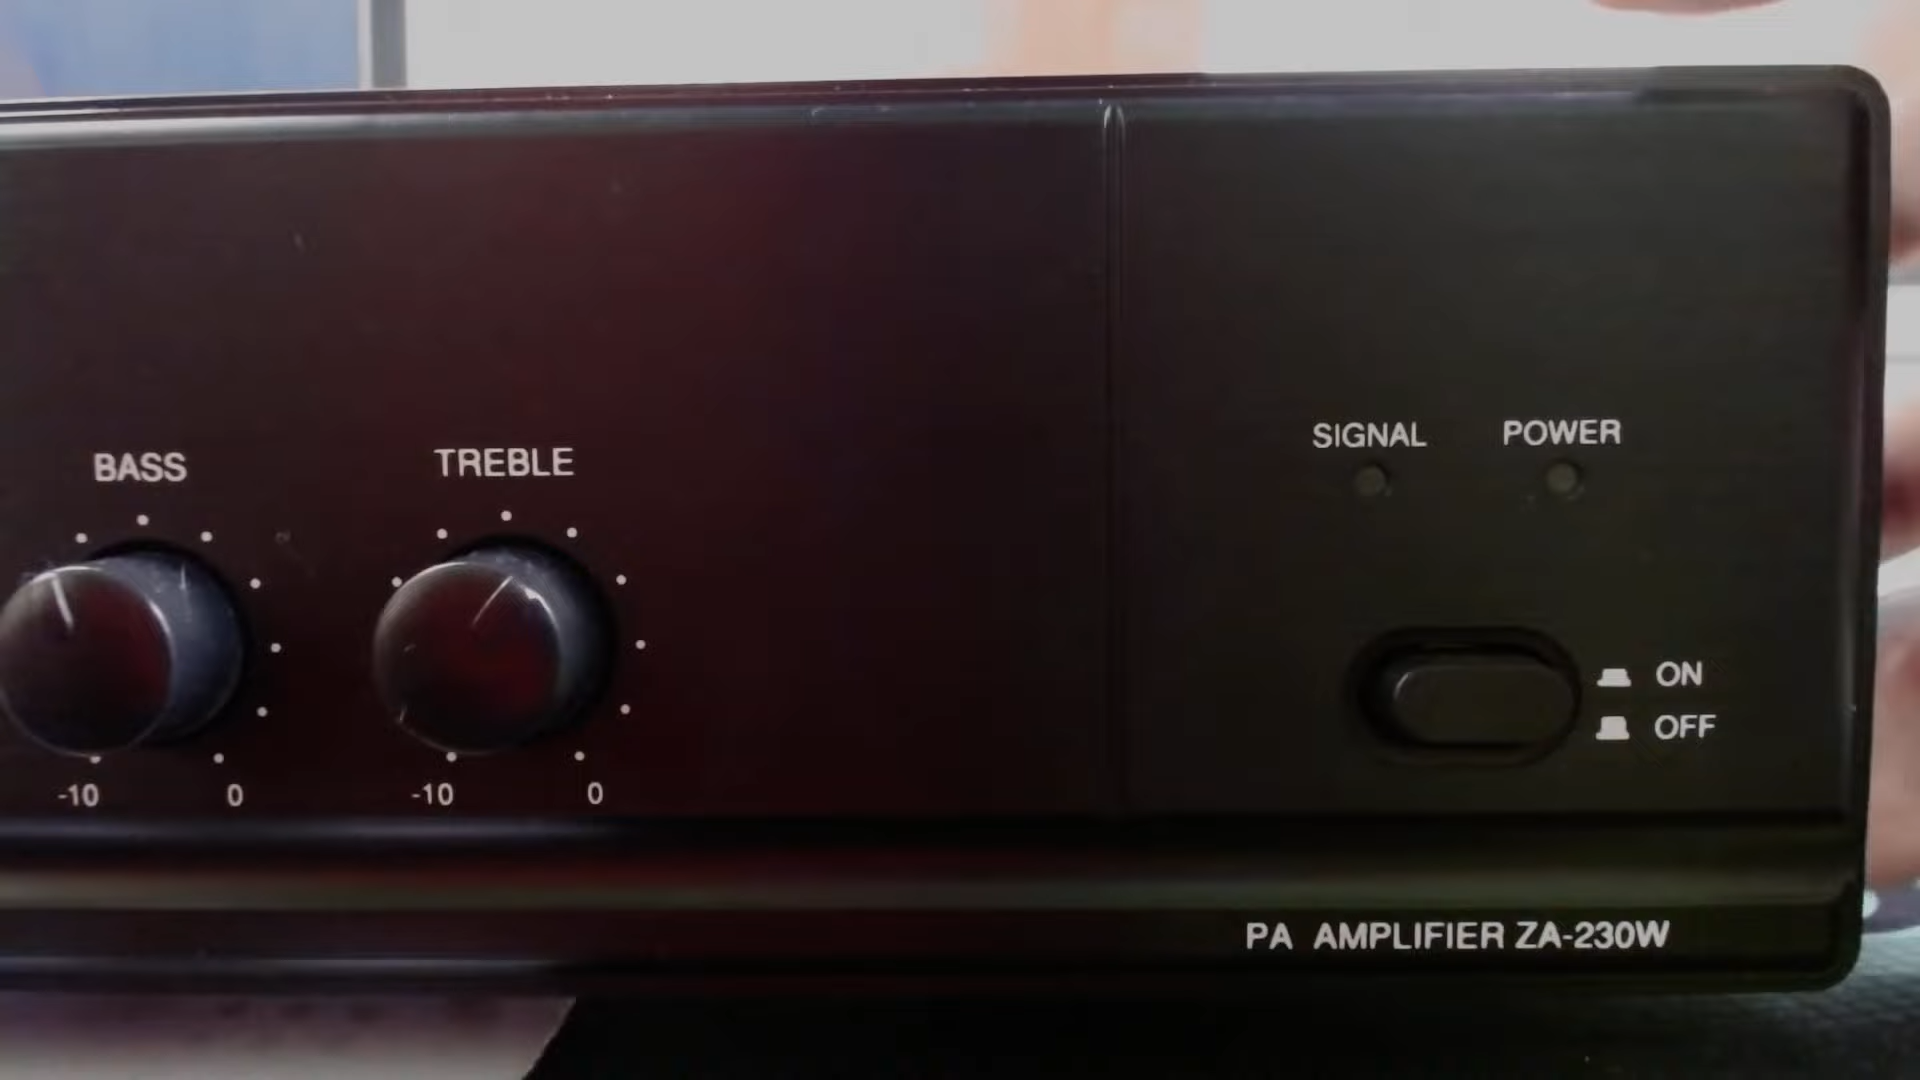 SIGNAL POWER
BASS TREBLE
ON
OFF
-10 0 -10 0
PA AMPLIFIER ZA-230W